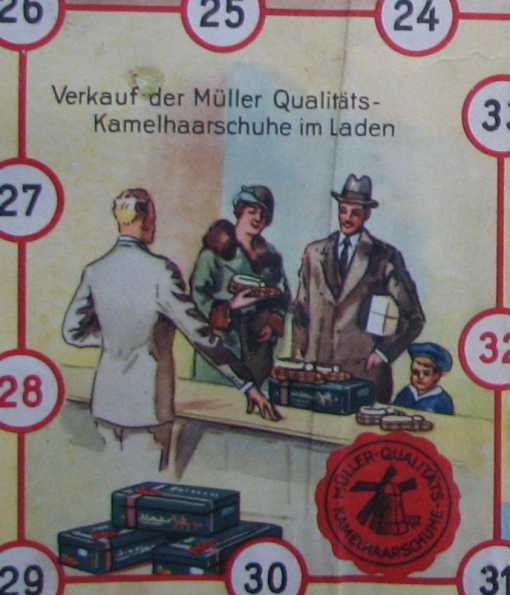 26
25
24
Verkauf der Müller Qualitäts-
Kamelhaarschuhe im Laden
33
27
32
28
MÜLLER-QUALITÄTS-
KAMELHAARSCHUHE
29
30
31